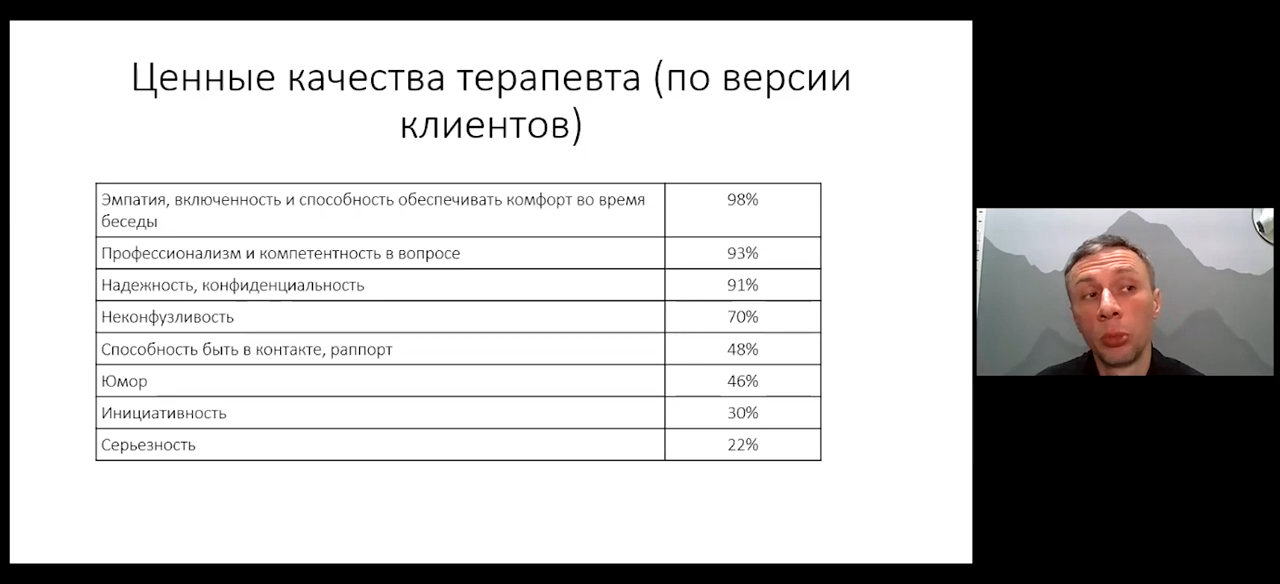 Ценные качества терапевта (по версии
клиентов)
Эмпатия, включенность и способность обеспечивать комфорт во время
беседы
98%
Профессионализм и компетентность в вопросе 93%
Надежность, конфиденциальность 91%
Неконфузливость 70%
Способность быть в контакте, раппорт 48%
Юмор 46%
Инициативность 30%
Серьезность 22%